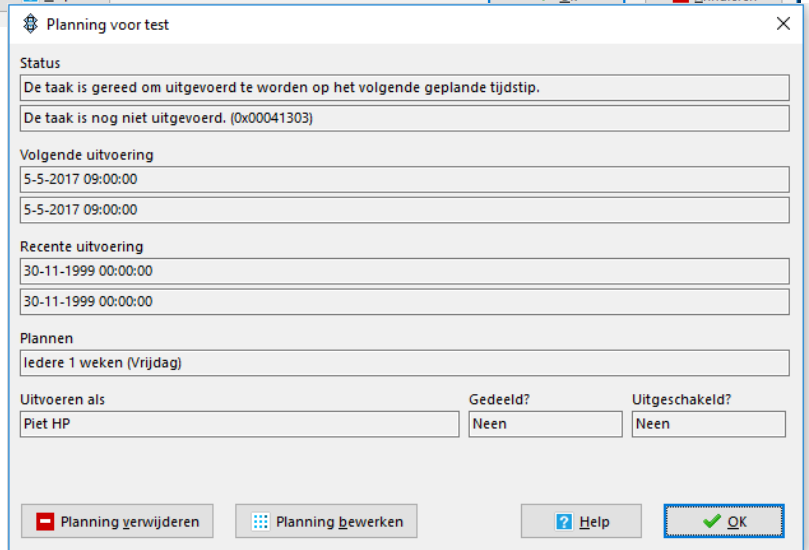 Planning voor test
Status
De taak is gereed om uitgevoerd te worden op het volgende geplande tijdstip.
De taak is nog niet uitgevoerd. (0x00041303)
Volgende uitvoering
5-5-2017 09:00:00
5-5-2017 09:00:00
Recente uitvoering
30-11-1999 00:00:00
30-11-1999 00:00:00
Plannen
Iedere 1 weken (Vrijdag)
Uitvoeren als Gedeeld? Uitgeschakeld?
Piet HP Neen Neen
Planning verwijderen Planning bewerken Help OK